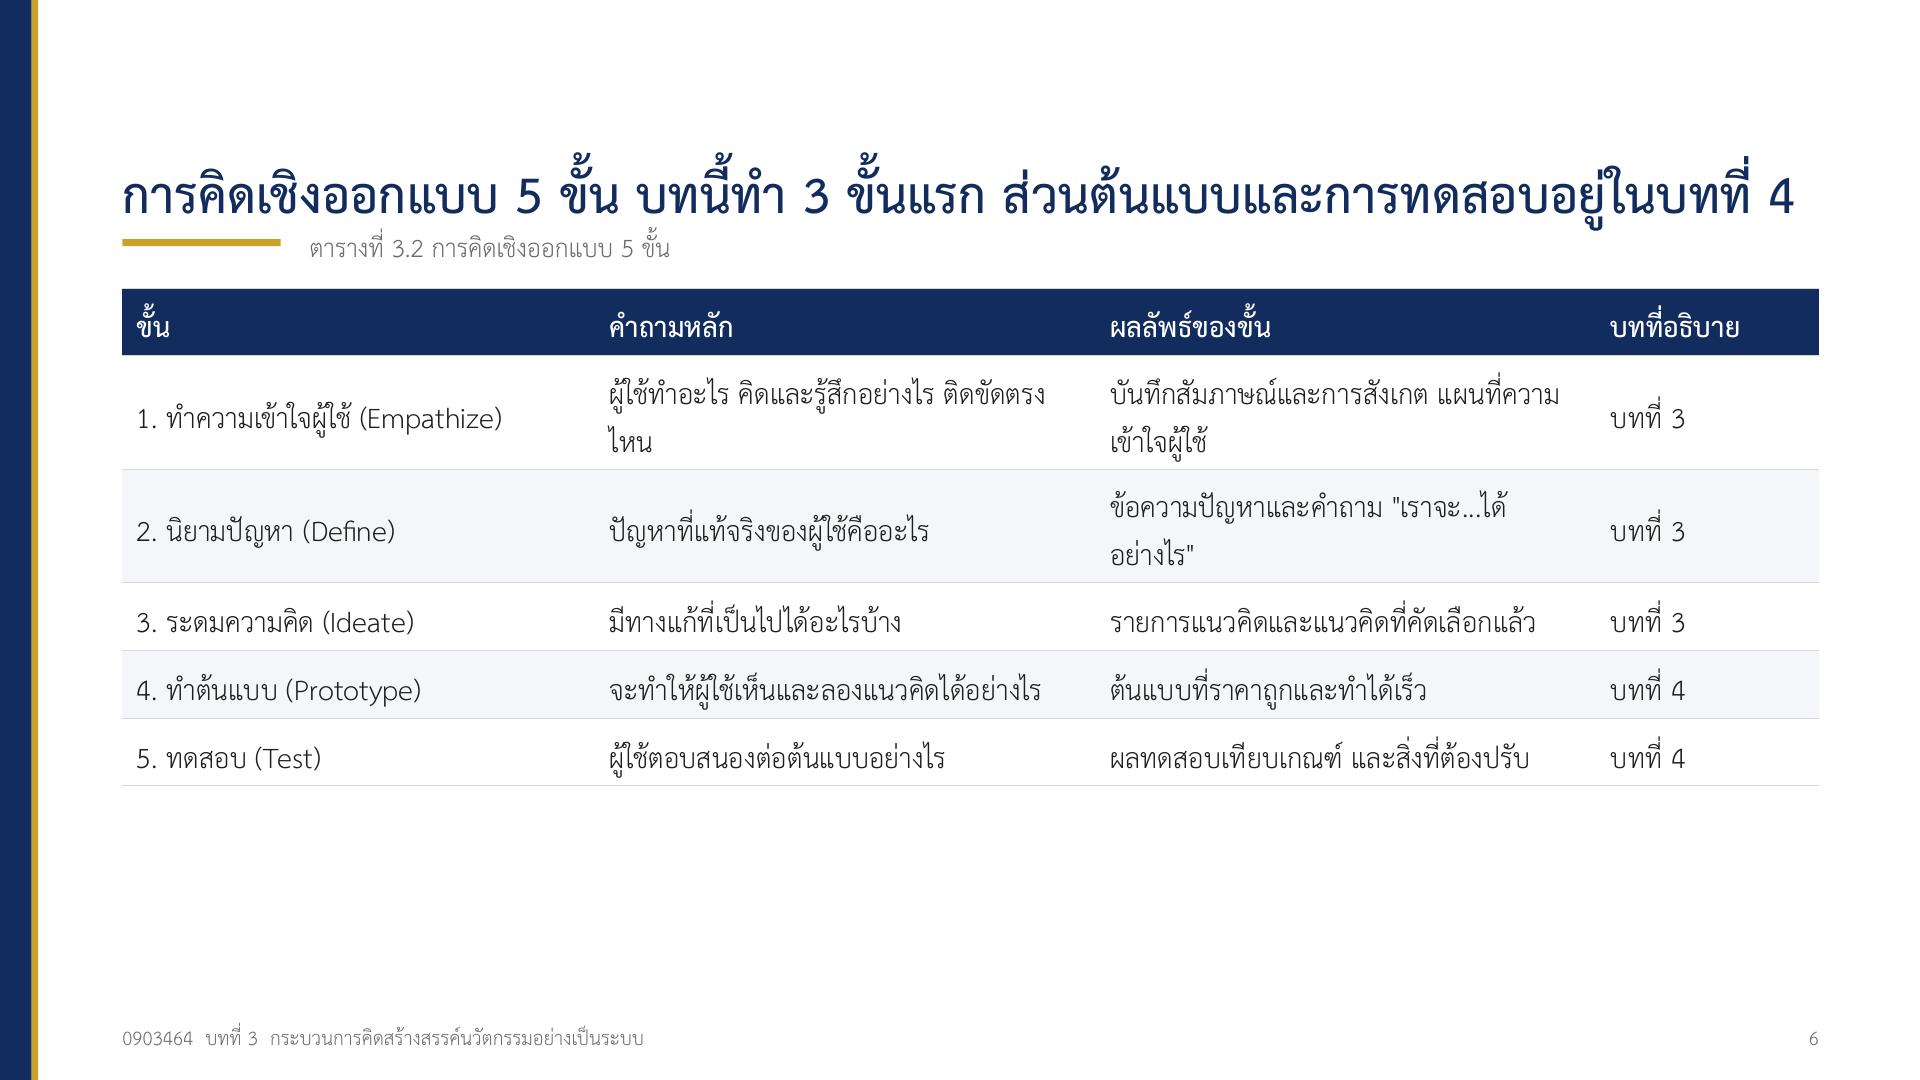 การคิดเชิงออกแบบ 5 ขั้น บทนี้ทำ 3 ขั้นแรก ส่วนต้นแบบและการทดสอบอยู่ในบทที่ 4
ตารางที่ 3.2 การคิดเชิงออกแบบ 5 ขั้น
ขั้น คำถามหลัก ผลลัพธ์ของขั้น บทที่อธิบาย
1. ทำความเข้าใจผู้ใช้ (Empathize) ผู้ใช้ทำอะไร คิดและรู้สึกอย่างไร ติดขัดตรง
ไหน บันทึกสัมภาษณ์และการสังเกต แผนที่ความ
เข้าใจผู้ใช้ บทที่ 3
2. นิยามปัญหา (Define) ปัญหาที่แท้จริงของผู้ใช้คืออะไร ข้อความปัญหาและคำถาม "เราจะ...ได้
อย่างไร" บทที่ 3
3. ระดมความคิด (Ideate) มีทางแก้ที่เป็นไปได้อะไรบ้าง รายการแนวคิดและแนวคิดที่คัดเลือกแล้ว บทที่ 3
4. ทำต้นแบบ (Prototype) จะทำให้ผู้ใช้เห็นและลองแนวคิดได้อย่างไร ต้นแบบที่ราคาถูกและทำได้เร็ว บทที่ 4
5. ทดสอบ (Test) ผู้ใช้ตอบสนองต่อต้นแบบอย่างไร ผลทดสอบเทียบเกณฑ์ และสิ่งที่ต้องปรับ บทที่ 4
0903464 บทที่ 3 กระบวนการคิดสร้างสรรค์นวัตกรรมอย่างเป็นระบบ 6